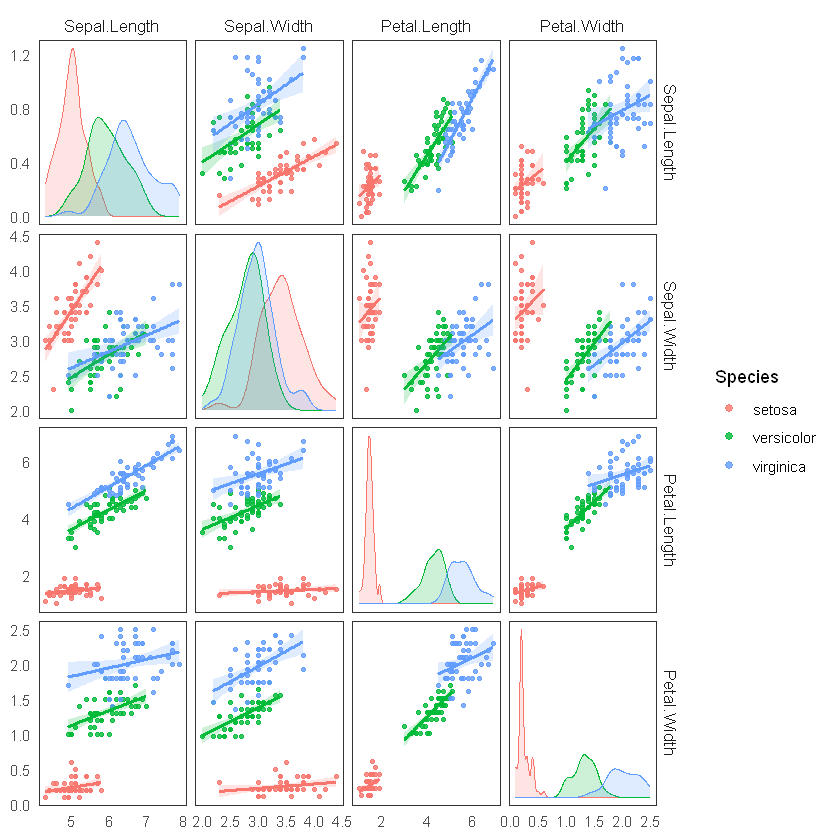 Sepal.Length Sepal.Width Petal.Length Petal.Width
1.2
0.8
0.4
0.0
Sepal.Length
4.5
4.0
3.5
3.0
2.5
2.0
Sepal.Width
Species
setosa
versicolor
virginica
6
4
2
Petal.Length
2.5
2.0
1.5
1.0
0.5
0.0
Petal.Width
5 6 7 8 2.0 2.5 3.0 3.5 4.0 4.5 2 4 6 0.0 0.5 1.0 1.5 2.0 2.5